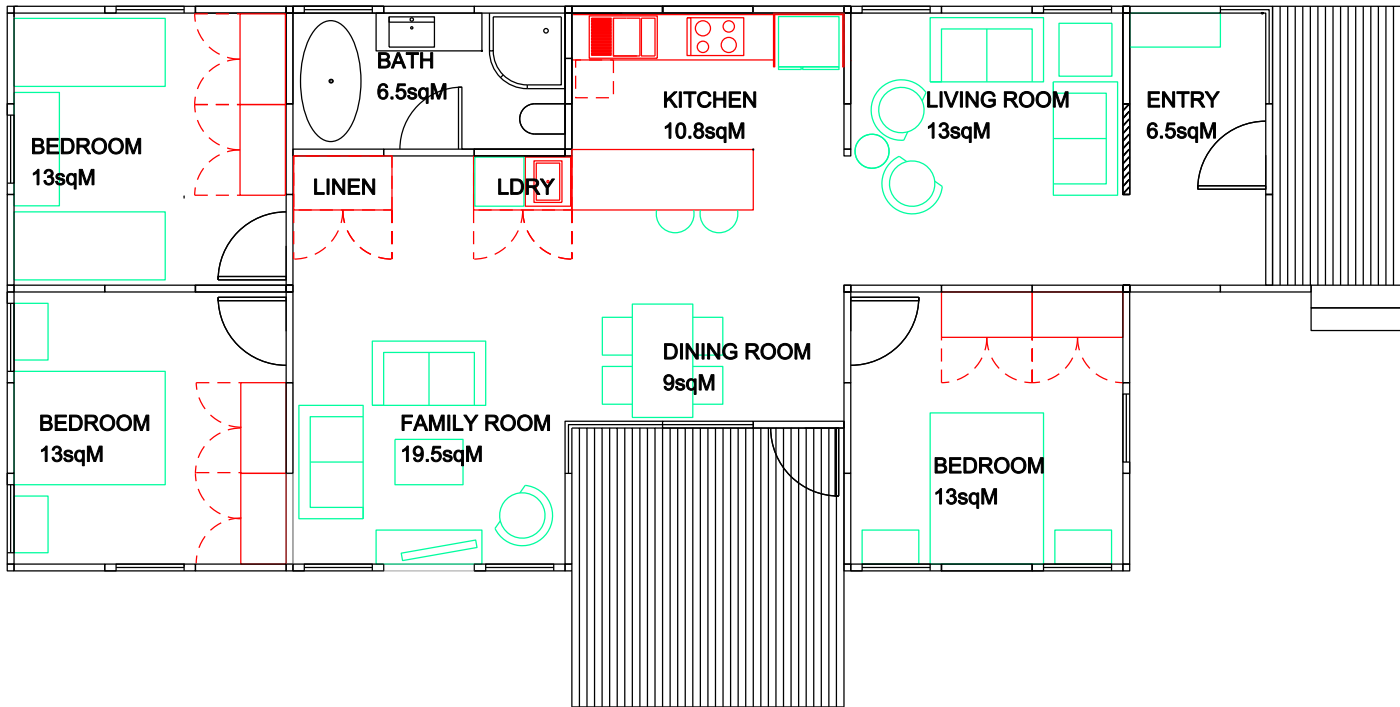 BATH
6.5sqM
KITCHEN
10.8sqM
LIVING ROOM
13sqM
ENTRY
6.5sqM
BEDROOM
13sqM
LINEN
LDRY
DINING ROOM
9sqM
BEDROOM
13sqM
FAMILY ROOM
19.5sqM
BEDROOM
13sqM